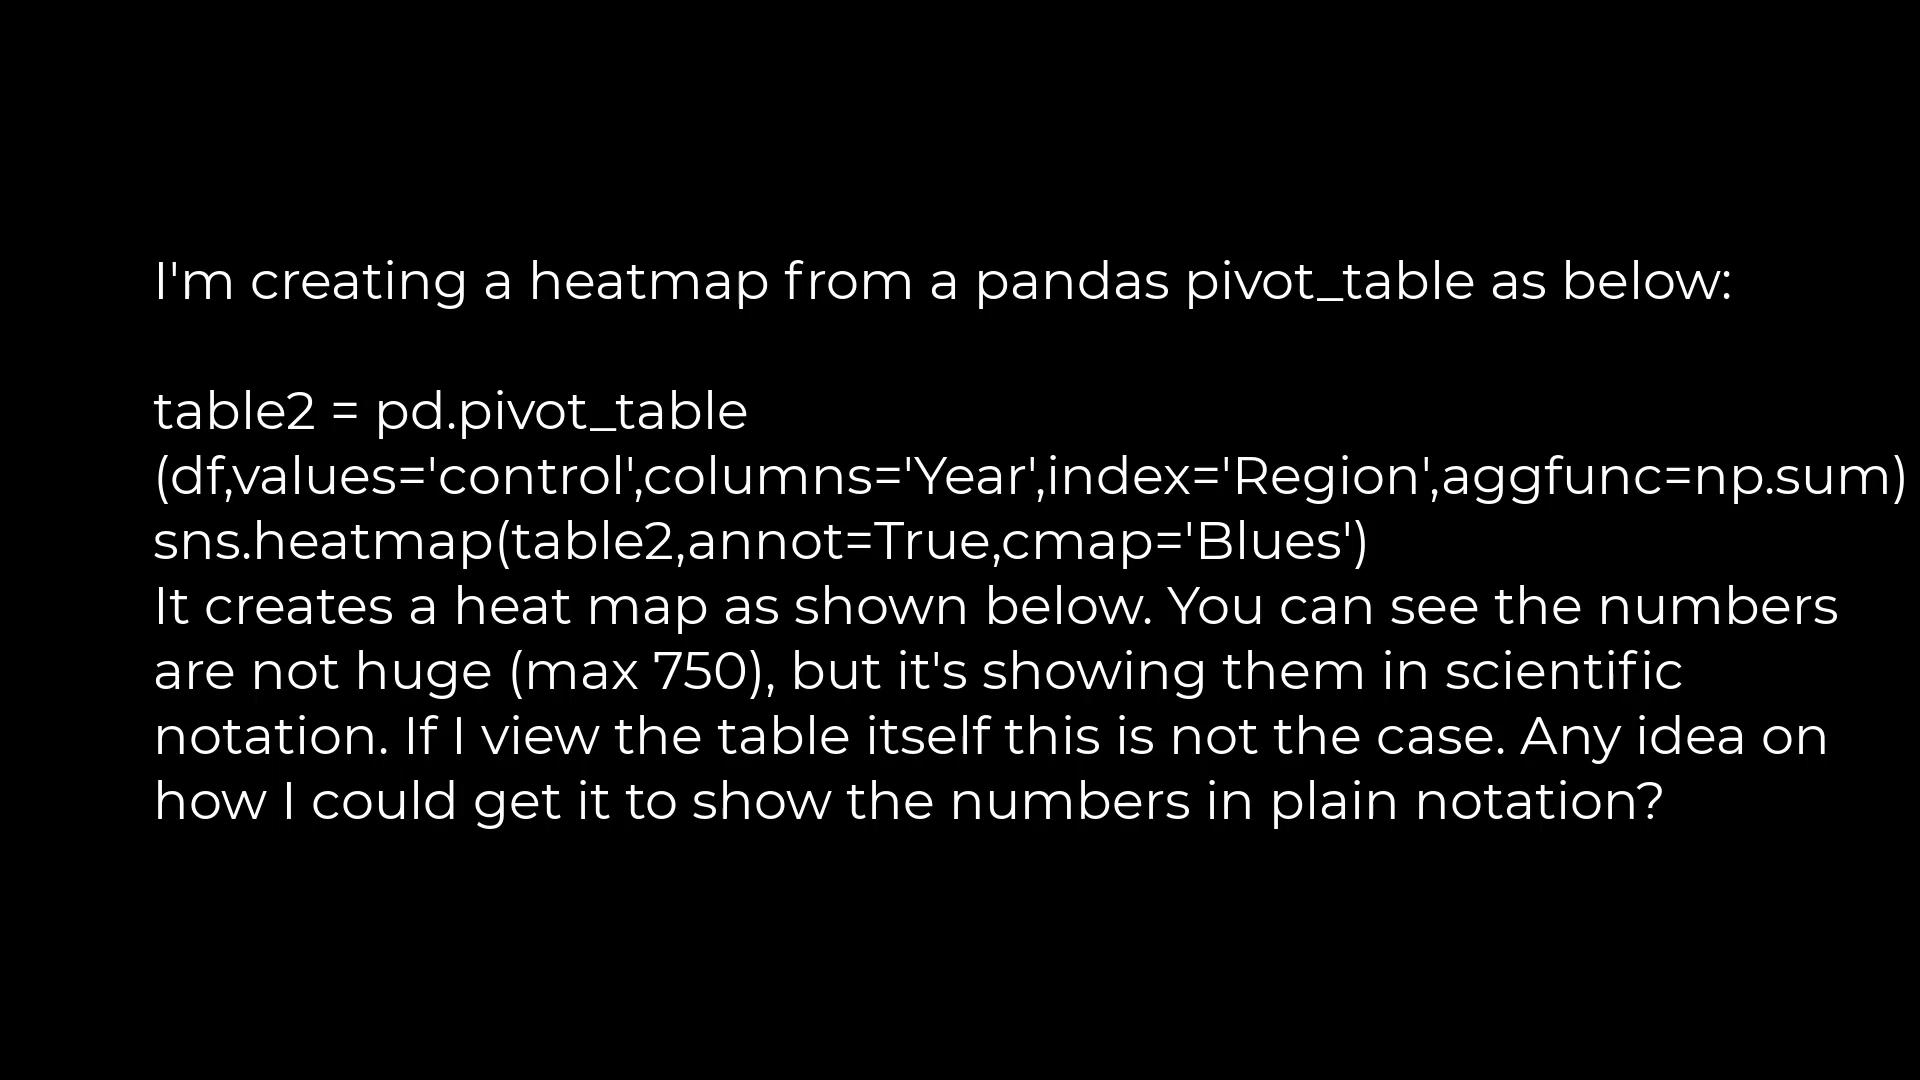 I'm creating a heatmap from a pandas pivot_table as below:
table2 = pd.pivot_table
(df,values='control',columns='Year',index='Region',aggfunc=np.sum)
sns.heatmap(table2,annot=True,cmap='Blues')
It creates a heat map as shown below. You can see the numbers
are not huge (max 750), but it's showing them in scientific
notation. If I view the table itself this is not the case. Any idea on
how I could get it to show the numbers in plain notation?